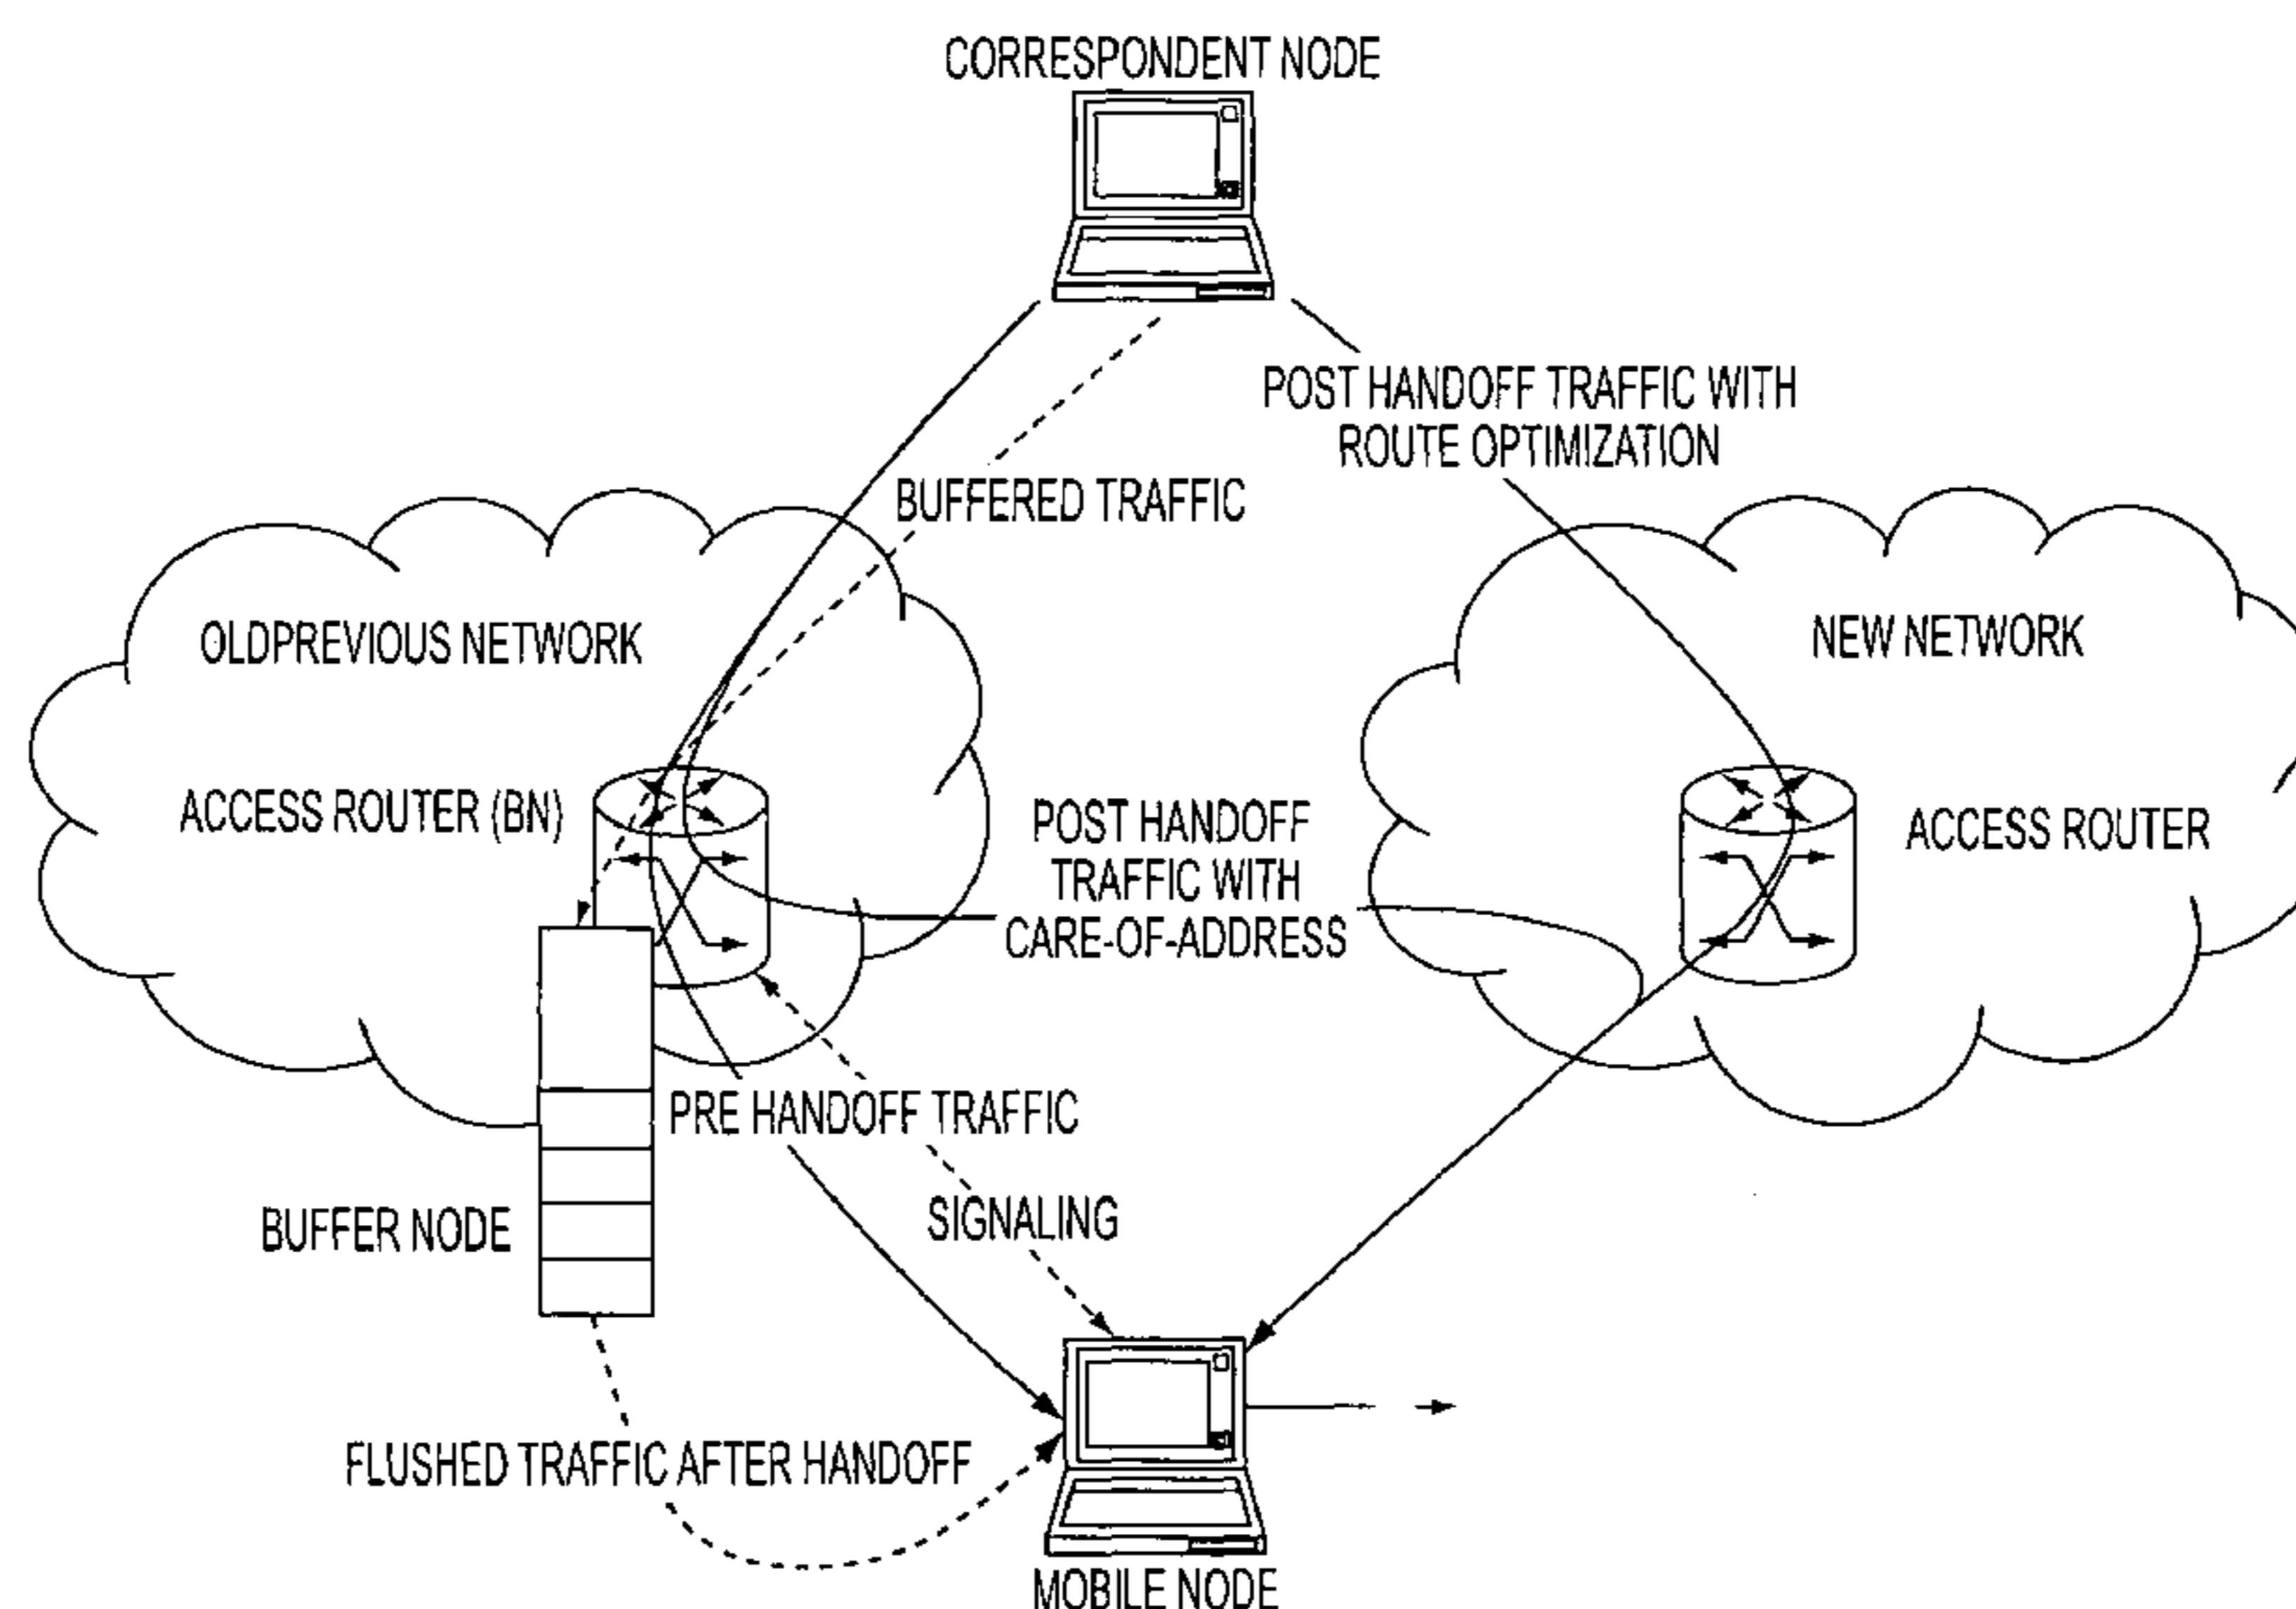 CORRESPONDENT NODE
POST HANDOFF TRAFFIC WITH
ROUTE OPTIMIZATION
BUFFERED TRAFFIC
OLDPREVIOUS NETWORK
NEW NETWORK
ACCESS ROUTER (BN)
POST HANDOFF
TRAFFIC WITH
CARE-OF-ADDRESS
ACCESS ROUTER
PRE HANDOFF TRAFFIC
BUFFER NODE
SIGNALING
FLUSHED TRAFFIC AFTER HANDOFF
MOBILE NODE